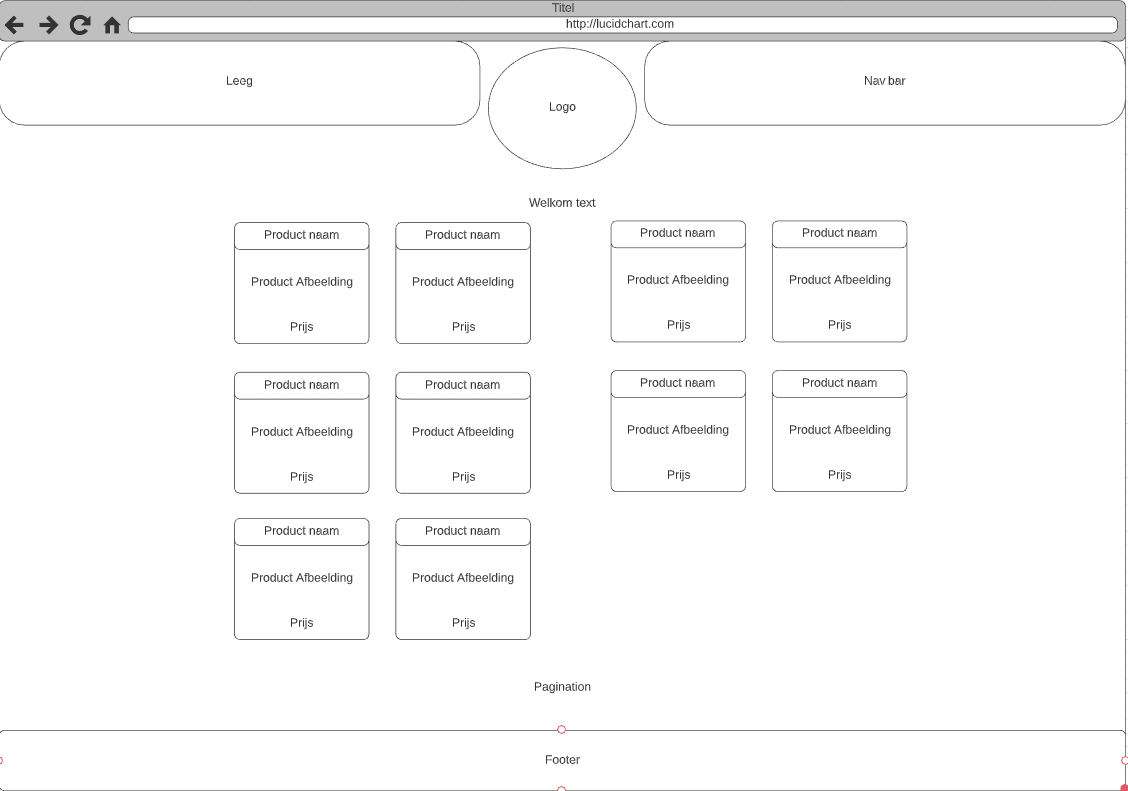 Titel
http://lucidchart.com
Leeg
Logo
Nav bar
Welkom text
Product naam
Product Afbeelding
Prijs
Product naam
Product Afbeelding
Prijs
Product naam
Product Afbeelding
Prijs
Product naam
Product Afbeelding
Prijs
Product naam
Product Afbeelding
Prijs
Product naam
Product Afbeelding
Prijs
Product naam
Product Afbeelding
Prijs
Product naam
Product Afbeelding
Prijs
Product naam
Product Afbeelding
Prijs
Product naam
Product Afbeelding
Prijs
Pagination
Footer